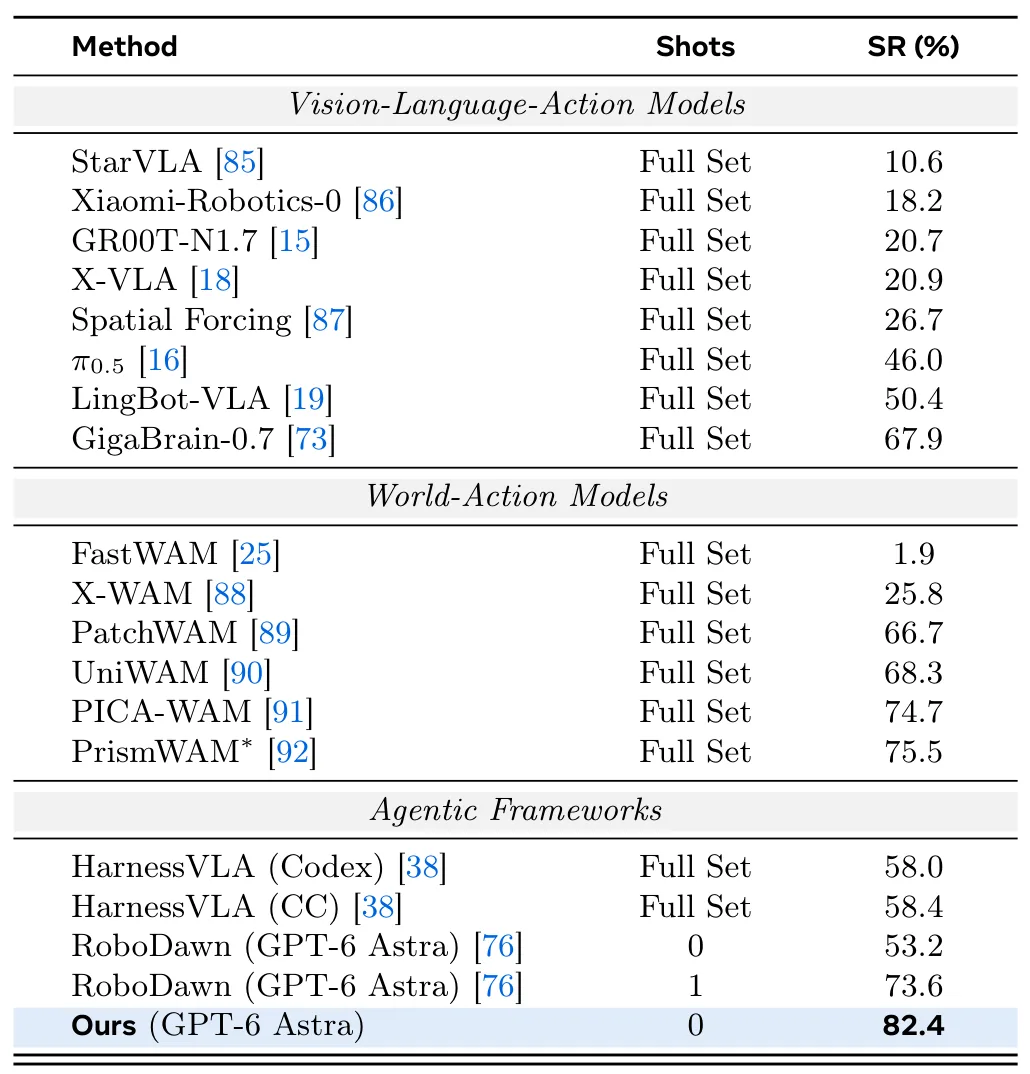 Method Shots SR (%)
Vision-Language-Action Models
StarVLA [85] Full Set 10.6
Xiaomi-Robotics-0 [86] Full Set 18.2
GR00T-N1.7 [15] Full Set 20.7
X-VLA [18] Full Set 20.9
Spatial Forcing [87] Full Set 26.7
π0.5 [16] Full Set 46.0
LingBot-VLA [19] Full Set 50.4
GigaBrain-0.7 [73] Full Set 67.9
World-Action Models
FastWAM [25] Full Set 1.9
X-WAM [88] Full Set 25.8
PatchWAM [89] Full Set 66.7
UniWAM [90] Full Set 68.3
PICA-WAM [91] Full Set 74.7
PrismWAM* [92] Full Set 75.5
Agentic Frameworks
HarnessVLA (Codex) [38] Full Set 58.0
HarnessVLA (CC) [38] Full Set 58.4
RoboDawn (GPT-6 Astra) [76] 0 53.2
RoboDawn (GPT-6 Astra) [76] 1 73.6
Ours (GPT-6 Astra) 0 82.4